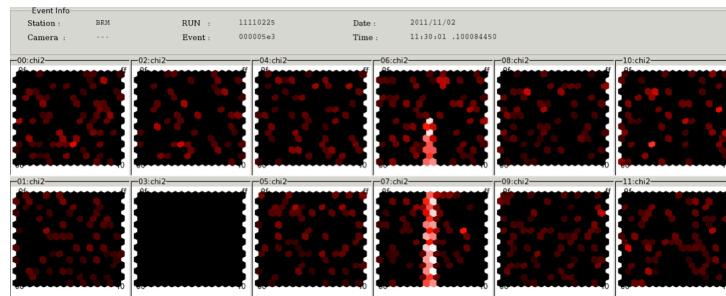 Event Info
Station : BRM RUN : 11110225 Date : 2011/11/02
Camera : --- Event : 000005e3 Time : 11:30:01 .100084450
00:chi2 02:chi2 04:chi2 06:chi2 08:chi2 10:chi2
01:chi2 03:chi2 05:chi2 07:chi2 09:chi2 11:chi2